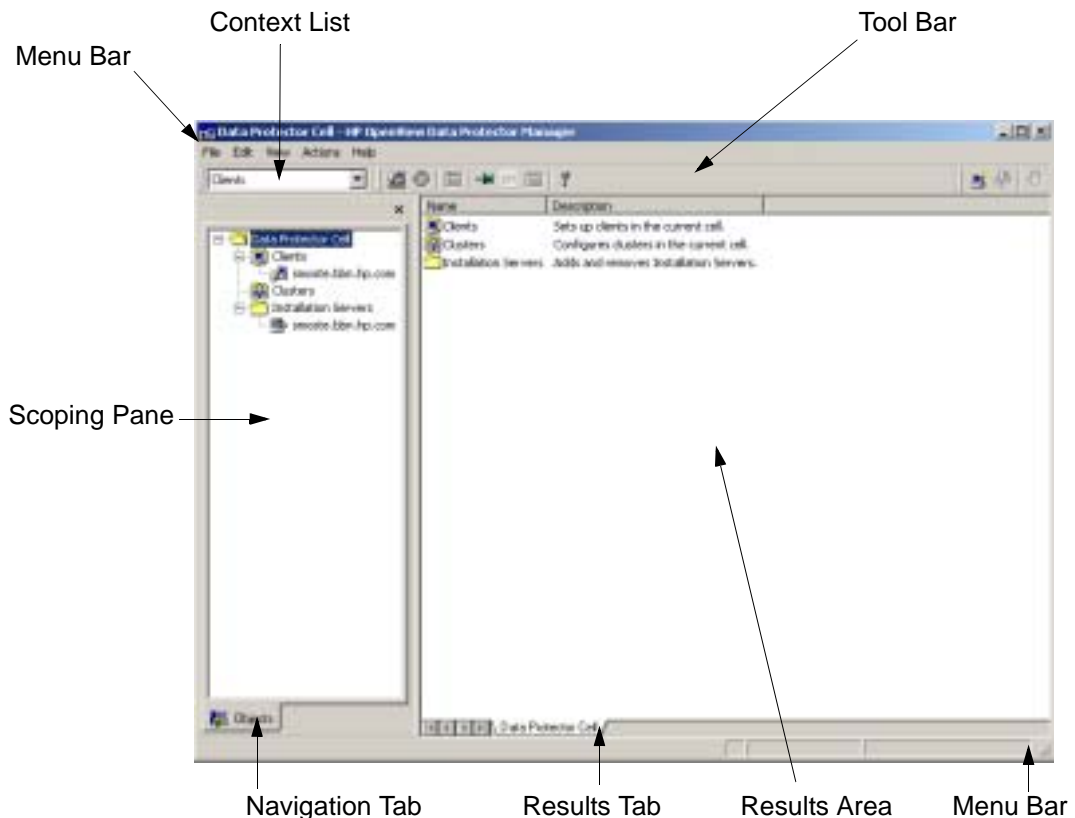 Context List
Tool Bar
Menu Bar
Data Protector Cell - HP OpenView Data Protector Manager
File Edit View Actions Help
Clients
Name Description
Clients Sets up clients in the current cell.
Clusters Configures clusters in the current cell.
Installation Servers Adds and removes Installation Servers.
Data Protector Cell
Clients
Clusters
Installation Servers
Scoping Pane
Objects
Data Protector Cell
Navigation Tab
Results Tab
Results Area
Menu Bar